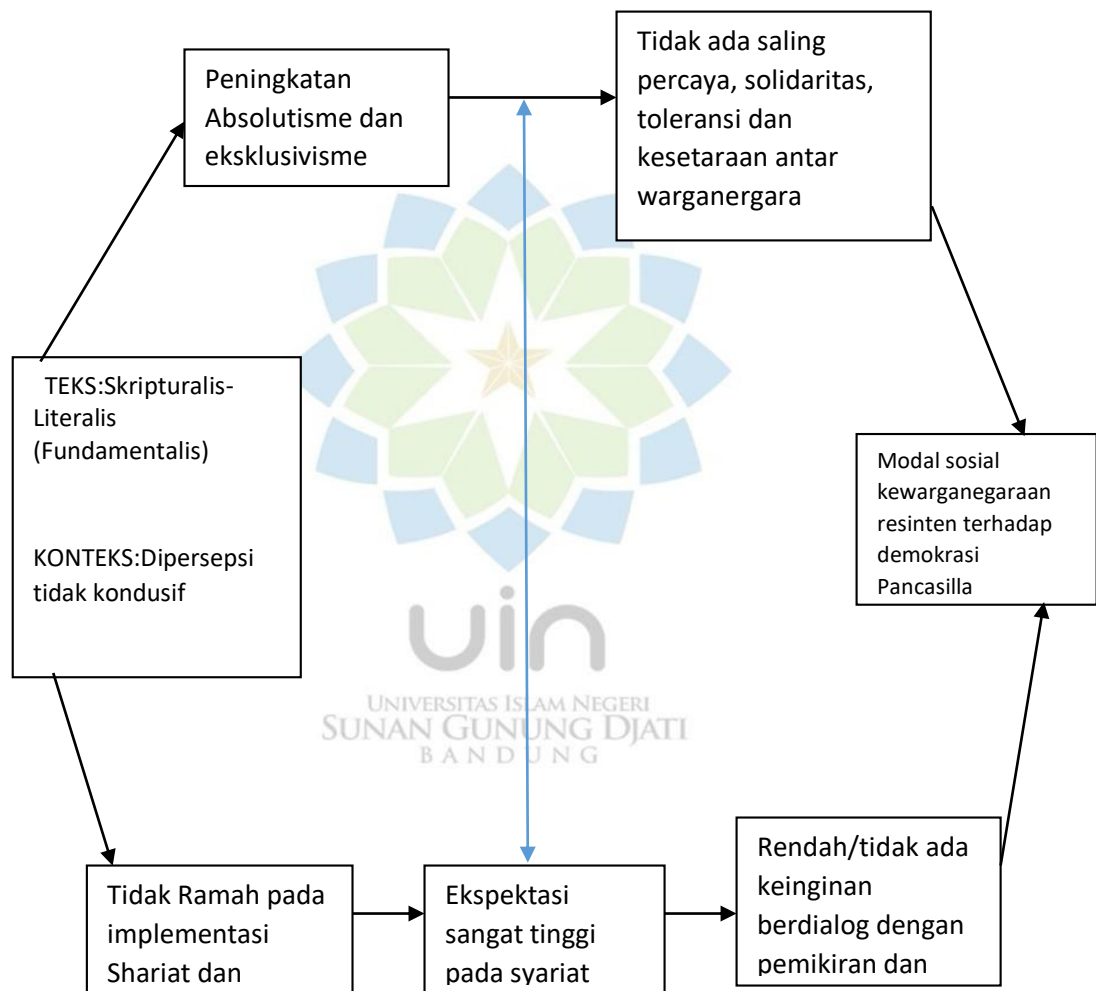 Peningkatan
Absolutisme dan
eksklusivisme
Tidak ada saling
percaya, solidaritas,
toleransi dan
kesetaraan antar
warganergara
TEKS:Skripturalis-
Literalis
(Fundamentalis)
KONTEKS:Dipersepsi
tidak kondusif
Modal sosial
kewarganegaraan
resinten terhadap
demokrasi
Pancasilla
uin
UNIVERSITAS ISLAM NEGERI
SUNAN GUNUNG DJATI
BANDUNG
Tidak Ramah pada
implementasi
Shariat dan
Ekspektasi
sangat tinggi
pada syariat
Rendah/tidak ada
keinginan
berdialog dengan
pemikiran dan